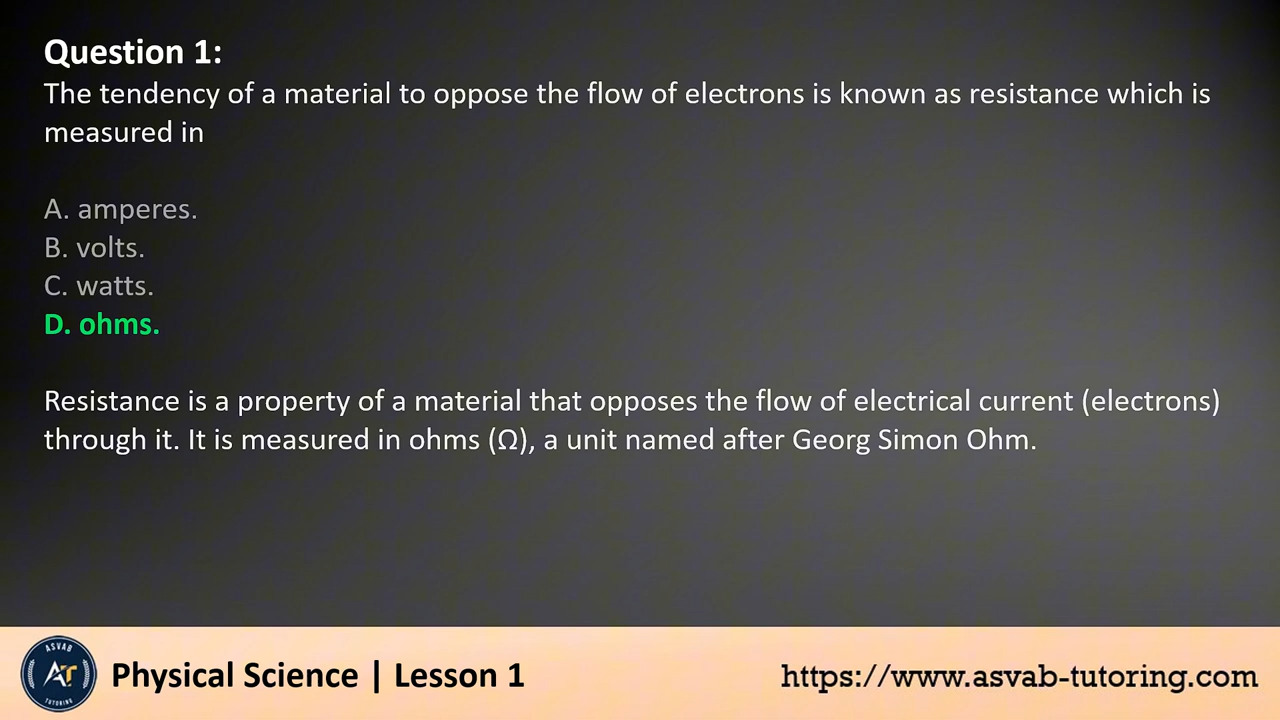 Question 1:
The tendency of a material to oppose the flow of electrons is known as resistance which is
measured in
A. amperes.
B. volts.
C. watts.
D. ohms.
Resistance is a property of a material that opposes the flow of electrical current (electrons)
through it. It is measured in ohms (Ω), a unit named after Georg Simon Ohm.
ASVAB
AT
TUTORING
Physical Science | Lesson 1
https://www.asvab-tutoring.com